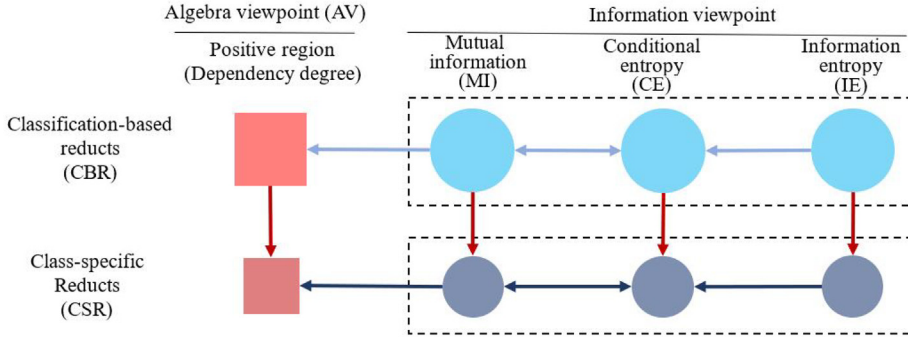 Algebra viewpoint (AV)
Information viewpoint
Positive region
(Dependency degree)
Mutual
information
(MI)
Conditional
entropy
(CE)
Information
entropy
(IE)
Classification-based
reducts
(CBR)
Class-specific
Reducts
(CSR)